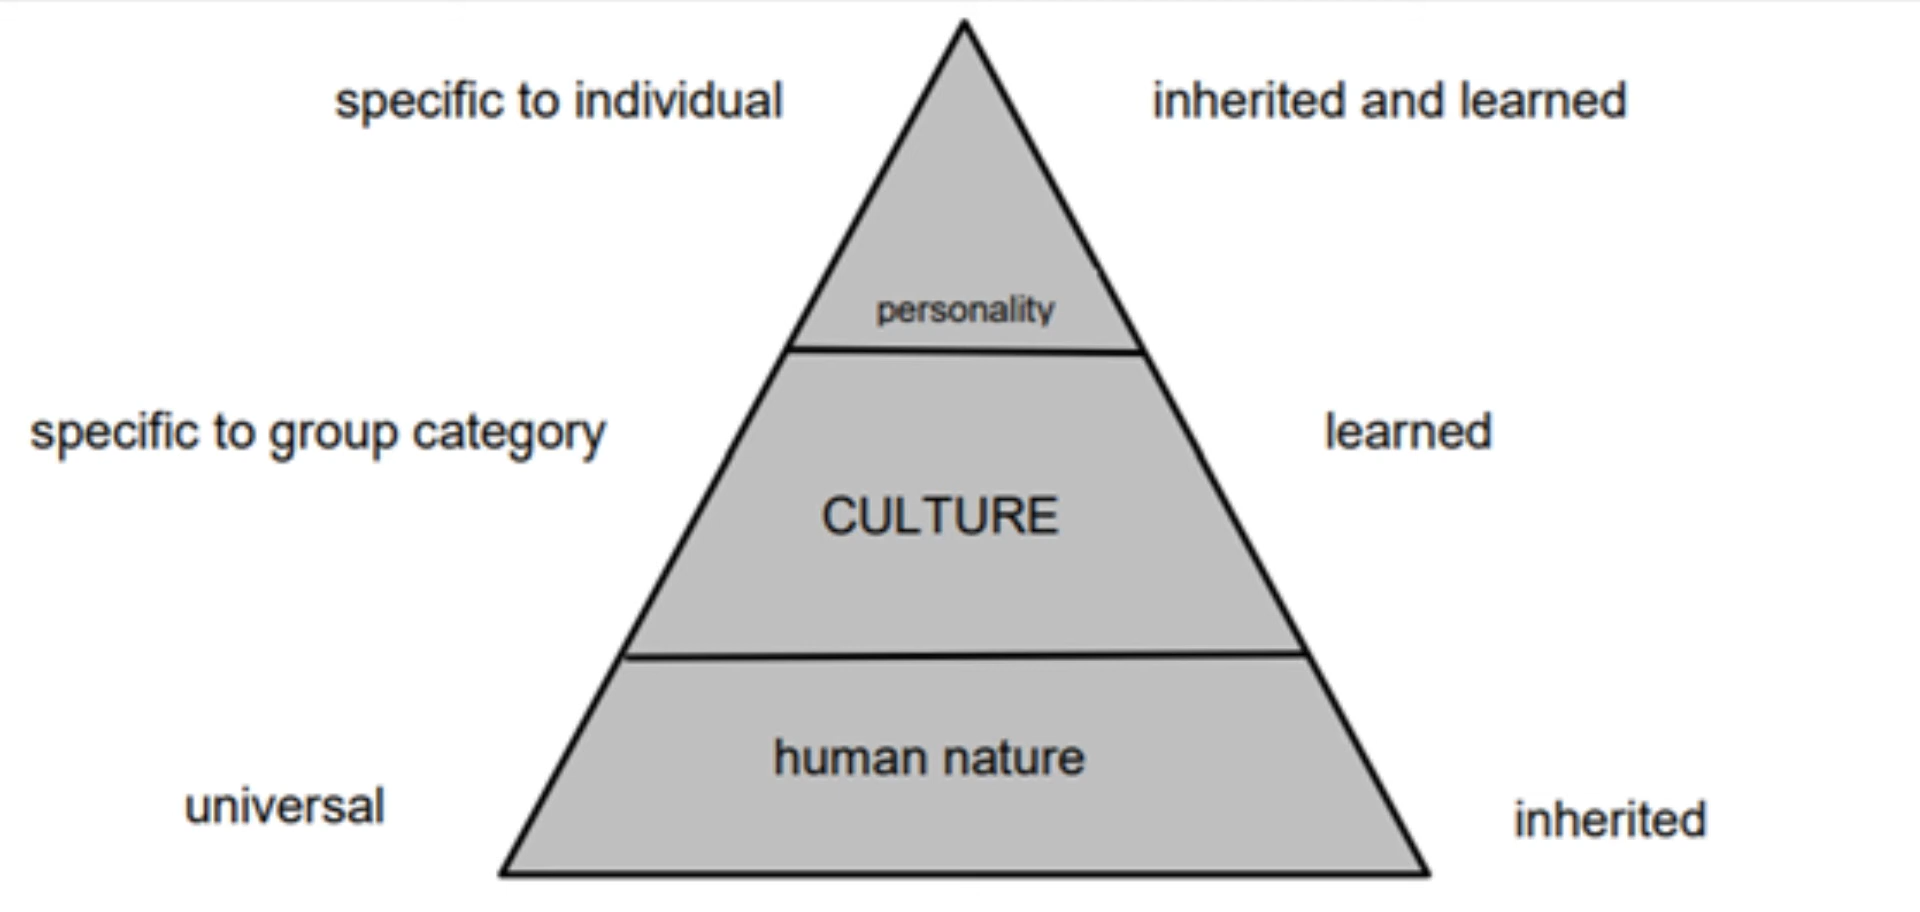 specific to individual
inherited and learned
personality
specific to group category
learned
CULTURE
human nature
universal
inherited